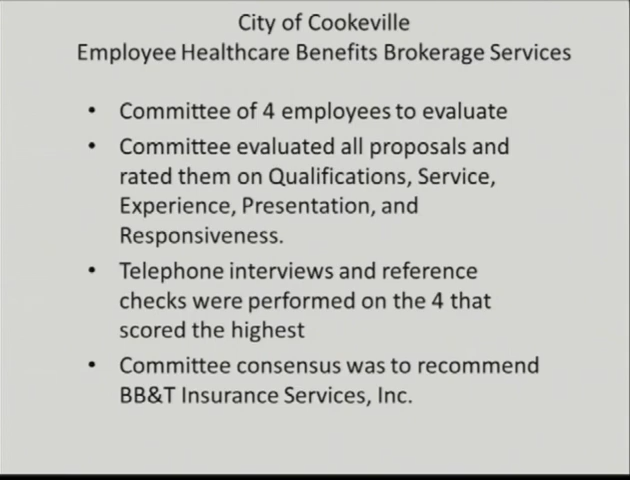 City of Cookeville
Employee Healthcare Benefits Brokerage Services
• Committee of 4 employees to evaluate
• Committee evaluated all proposals and
rated them on Qualifications, Service,
Experience, Presentation, and
Responsiveness.
• Telephone interviews and reference
checks were performed on the 4 that
scored the highest
• Committee consensus was to recommend
BB&T Insurance Services, Inc.